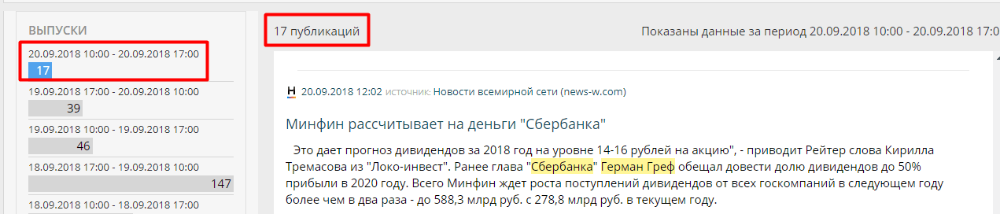 ВЫПУСКИ
20.09.2018 10:00 - 20.09.2018 17:00
17
19.09.2018 17:00 - 20.09.2018 10:00
39
19.09.2018 10:00 - 19.09.2018 17:00
46
18.09.2018 17:00 - 19.09.2018 10:00
147
18.09.2018 10:00 - 18.09.2018 17:00
17 публикаций
Показаны данные за период 20.09.2018 10:00 - 20.09.2018 17:0
Н 20.09.2018 12:02 источник: Новости всемирной сети (news-w.com)
Минфин рассчитывает на деньги "Сбербанка"
Это дает прогноз дивидендов за 2018 год на уровне 14-16 рублей на акцию", - приводит Рейтер слова Кирилла
Тремасова из "Локо-инвест". Ранее глава "Сбербанка" Герман Греф обещал довести долю дивидендов до 50%
прибыли в 2020 году. Всего Минфин ждет роста поступлений дивидендов от всех госкомпаний в следующем году
более чем в два раза - до 588,3 млрд руб. с 278,8 млрд руб. в текущем году.